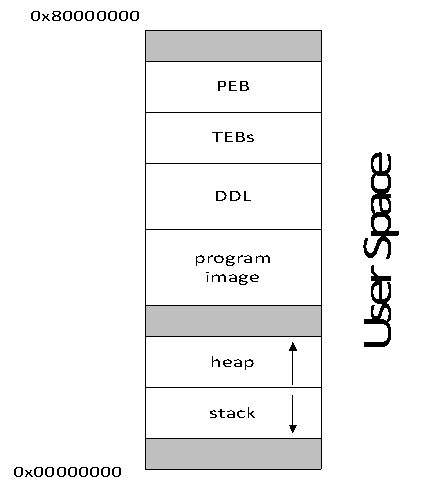 0x80000000
PEB
TEBs
DDL
program
image
heap
stack
0x00000000
User Space